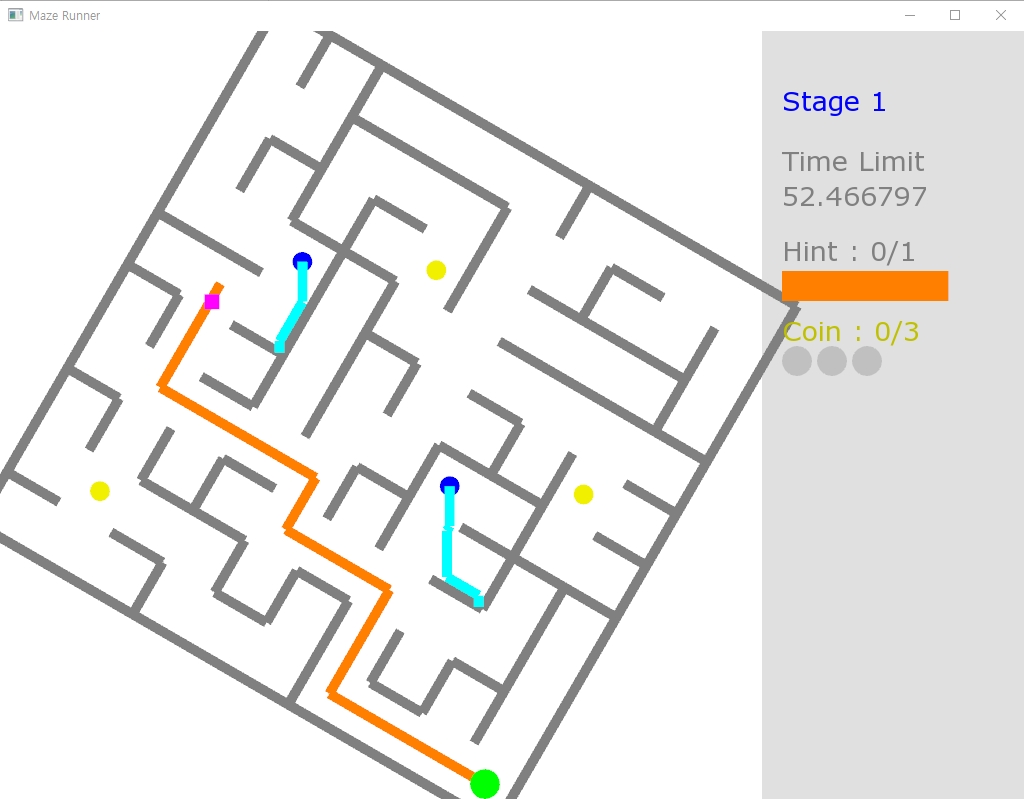 Maze Runner
Stage 1
Time Limit
52.466797
Hint : 0/1
Coin : 0/3